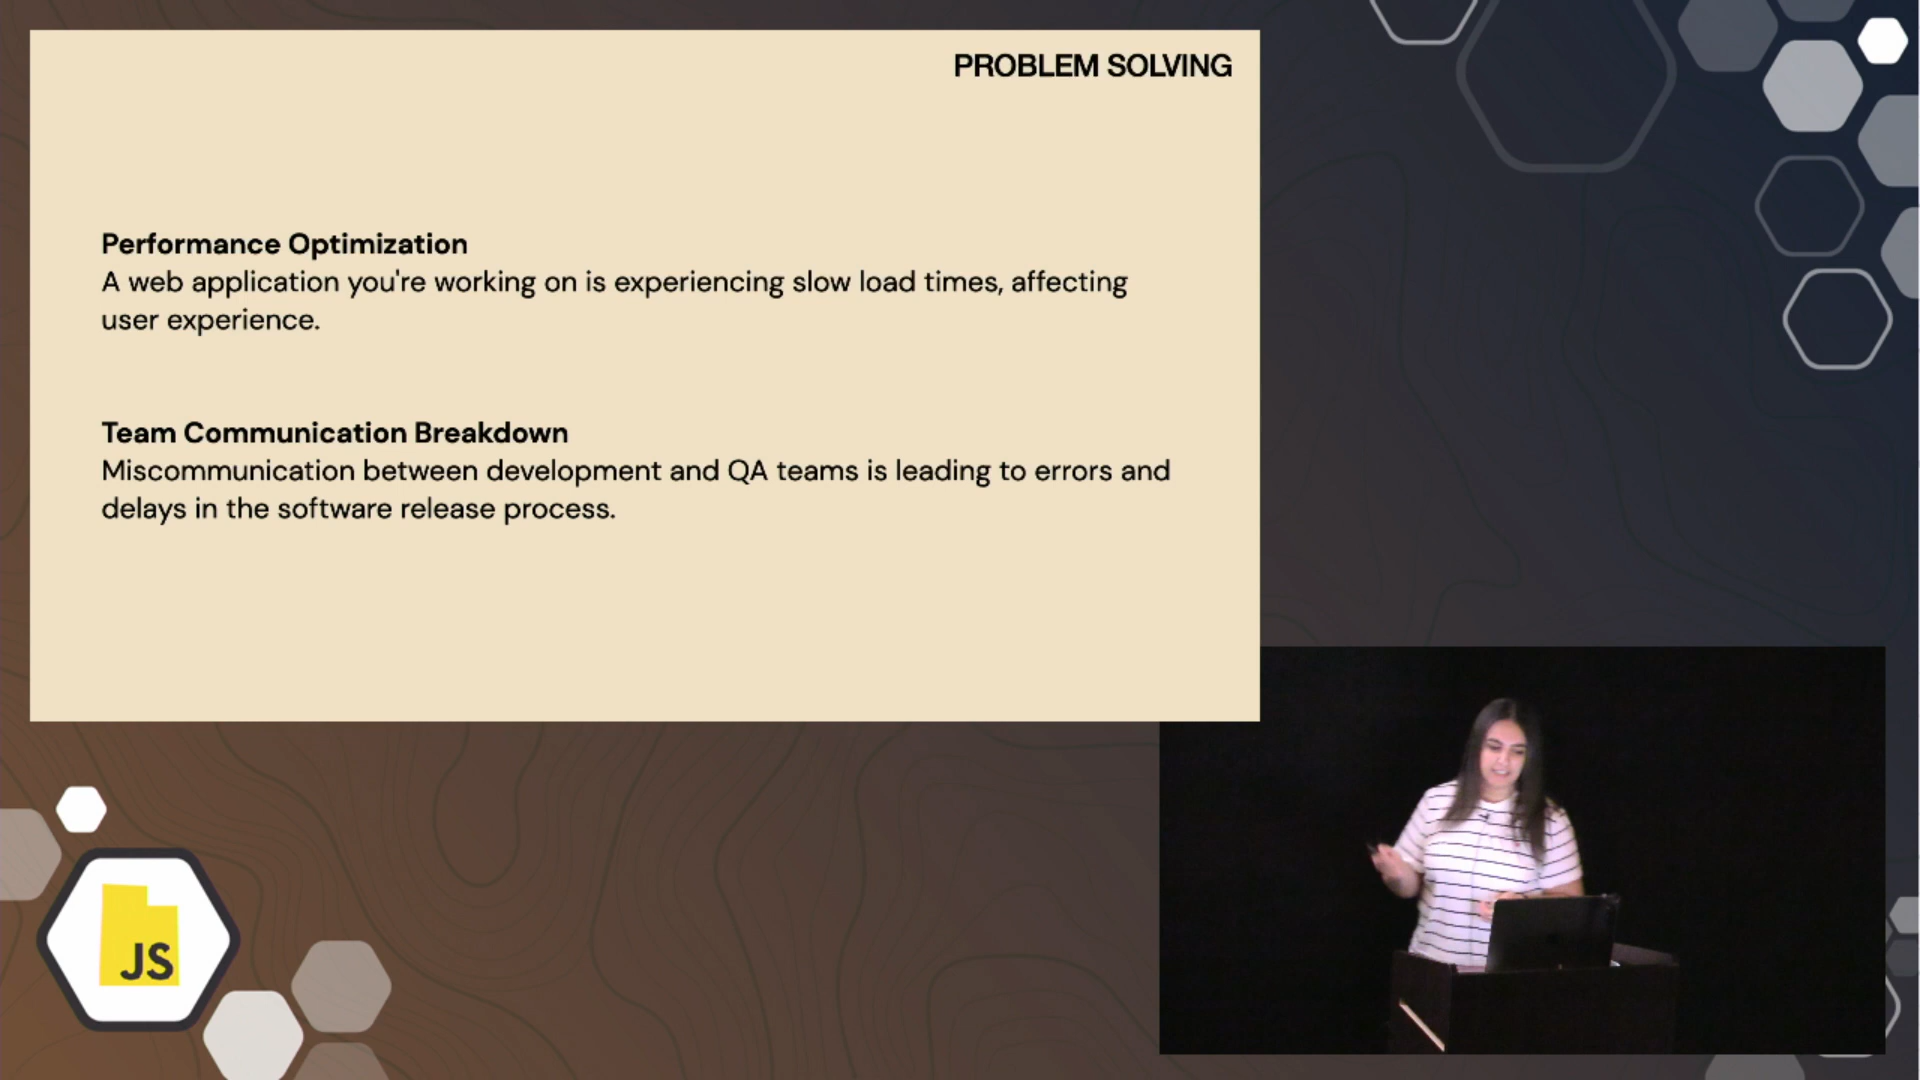 PROBLEM SOLVING
Performance Optimization
A web application you're working on is experiencing slow load times, affecting
user experience.
Team Communication Breakdown
Miscommunication between development and QA teams is leading to errors and
delays in the software release process.
JS